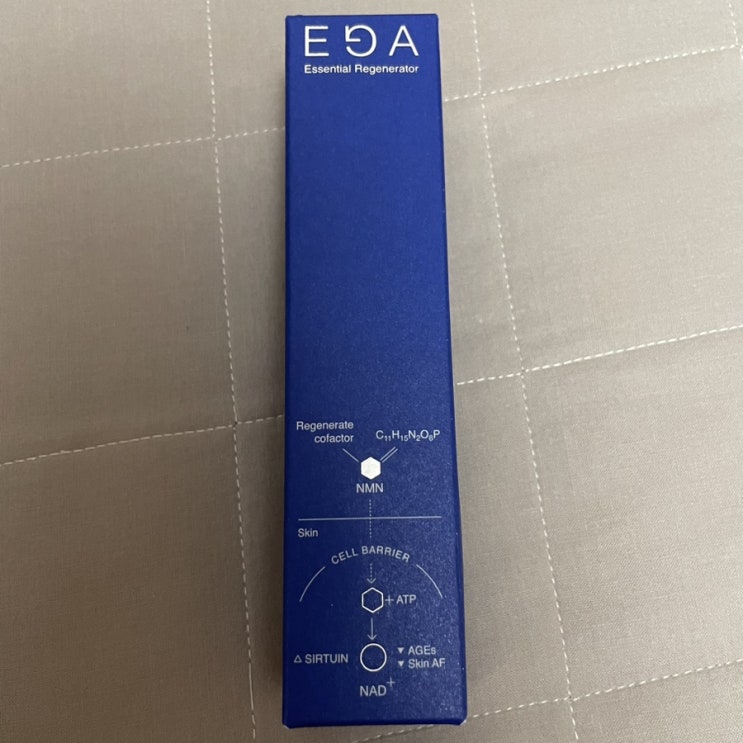 EGA
Essential Regenerator
Regenerate
cofactor
C₁₁H₁₅N₂O₈P
NMN
Skin
CELL BARRIER
+ ATP
△ SIRTUIN
▼ AGEs
▼ Skin AF
NAD⁺